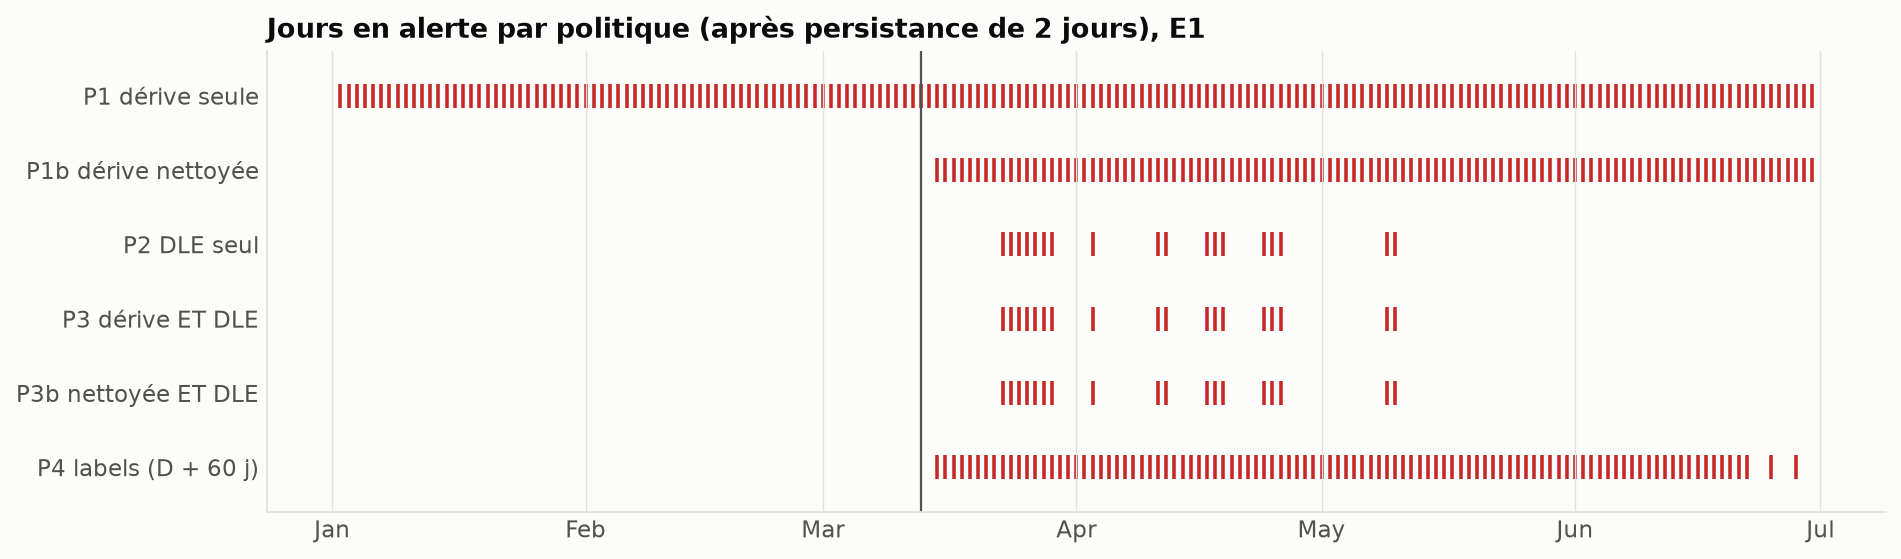 Jours en alerte par politique (après persistance de 2 jours), E1
P1 dérive seule
P1b dérive nettoyée
P2 DLE seul
P3 dérive ET DLE
P3b nettoyée ET DLE
P4 labels (D + 60 j)
Jan Feb Mar Apr May Jun Jul